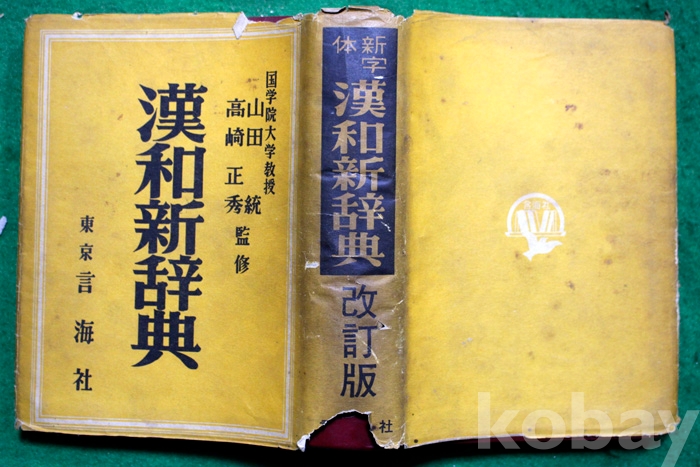 国学院大学教授
山田 統
高崎 正秀
監修
漢和新辞典
東京 言海社
新字体
漢和新辞典
改訂版
社
kobay